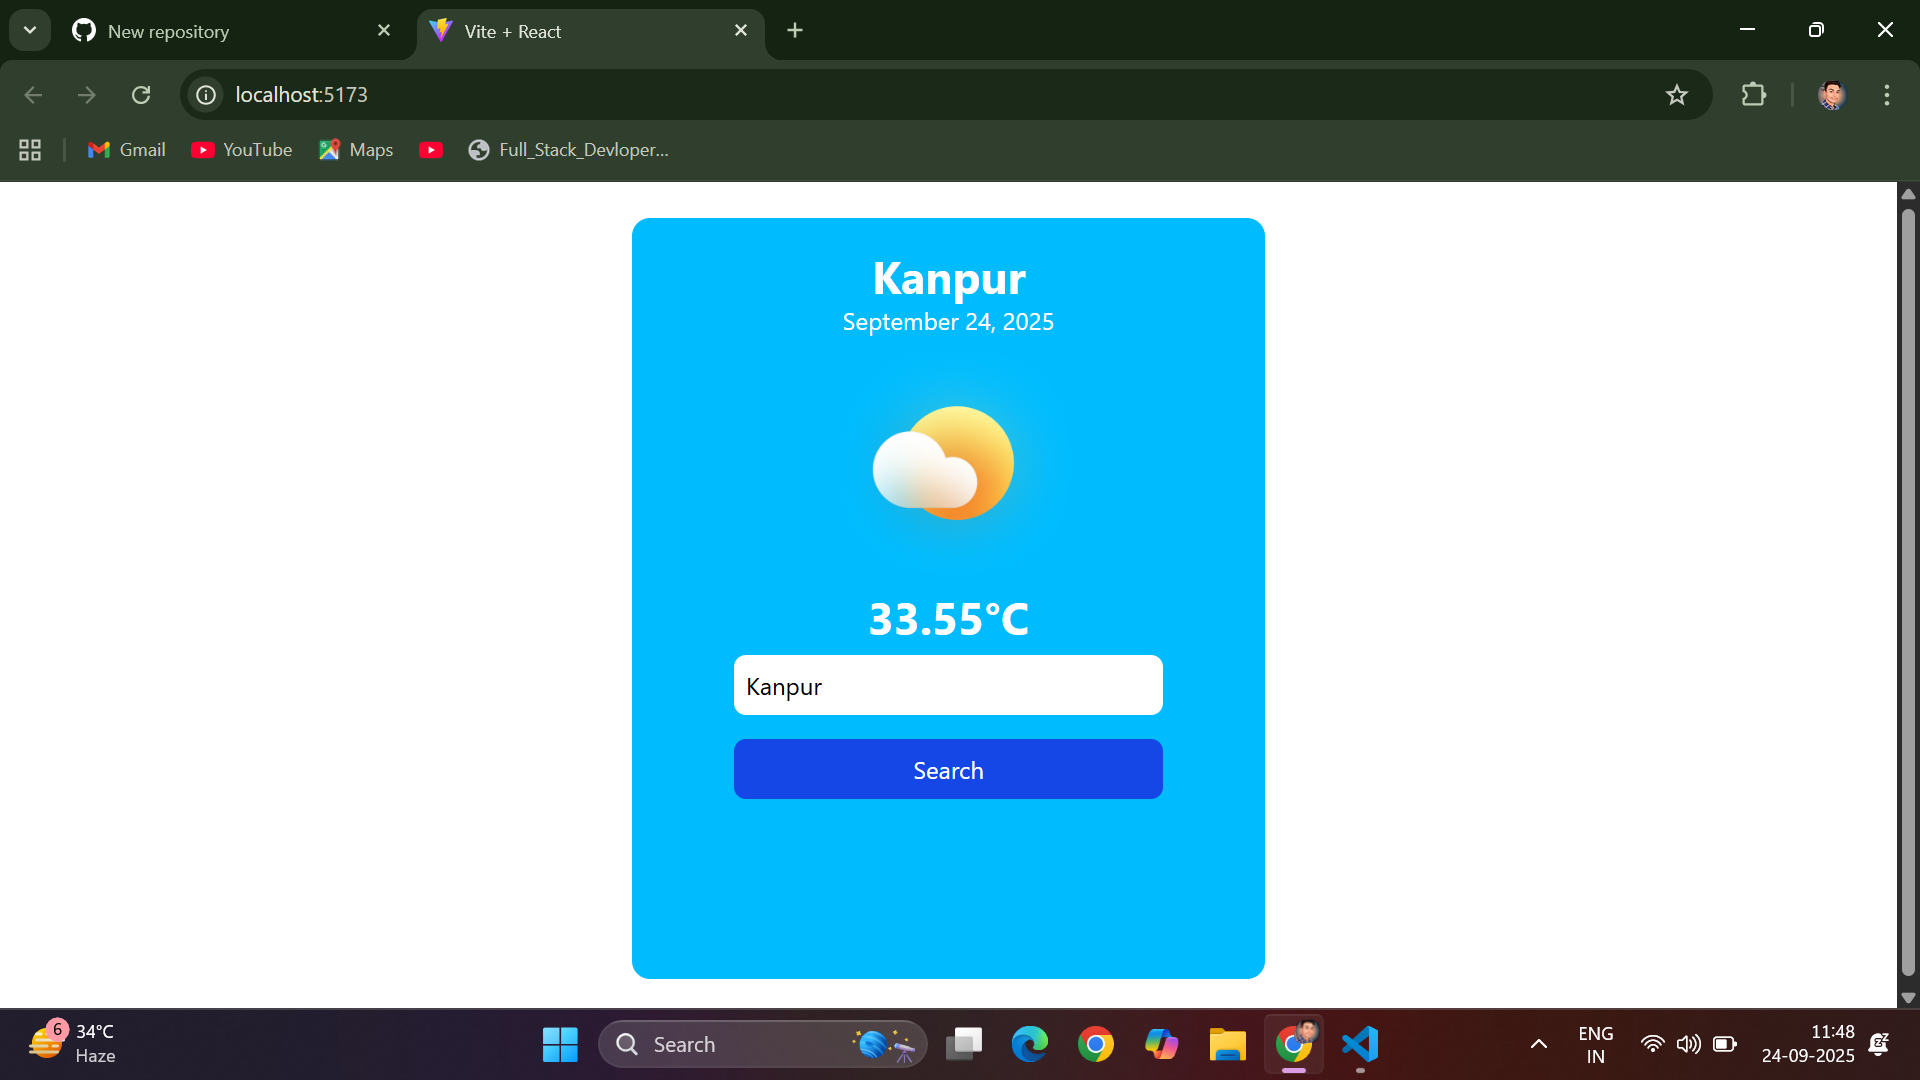 New repository
Vite + React
localhost:5173
Gmail
YouTube
Maps
Full_Stack_Devloper...
Kanpur
September 24, 2025
33.55°C
Kanpur
Search
6
34°C
Haze
Search
ENG
IN
11:48
24-09-2025